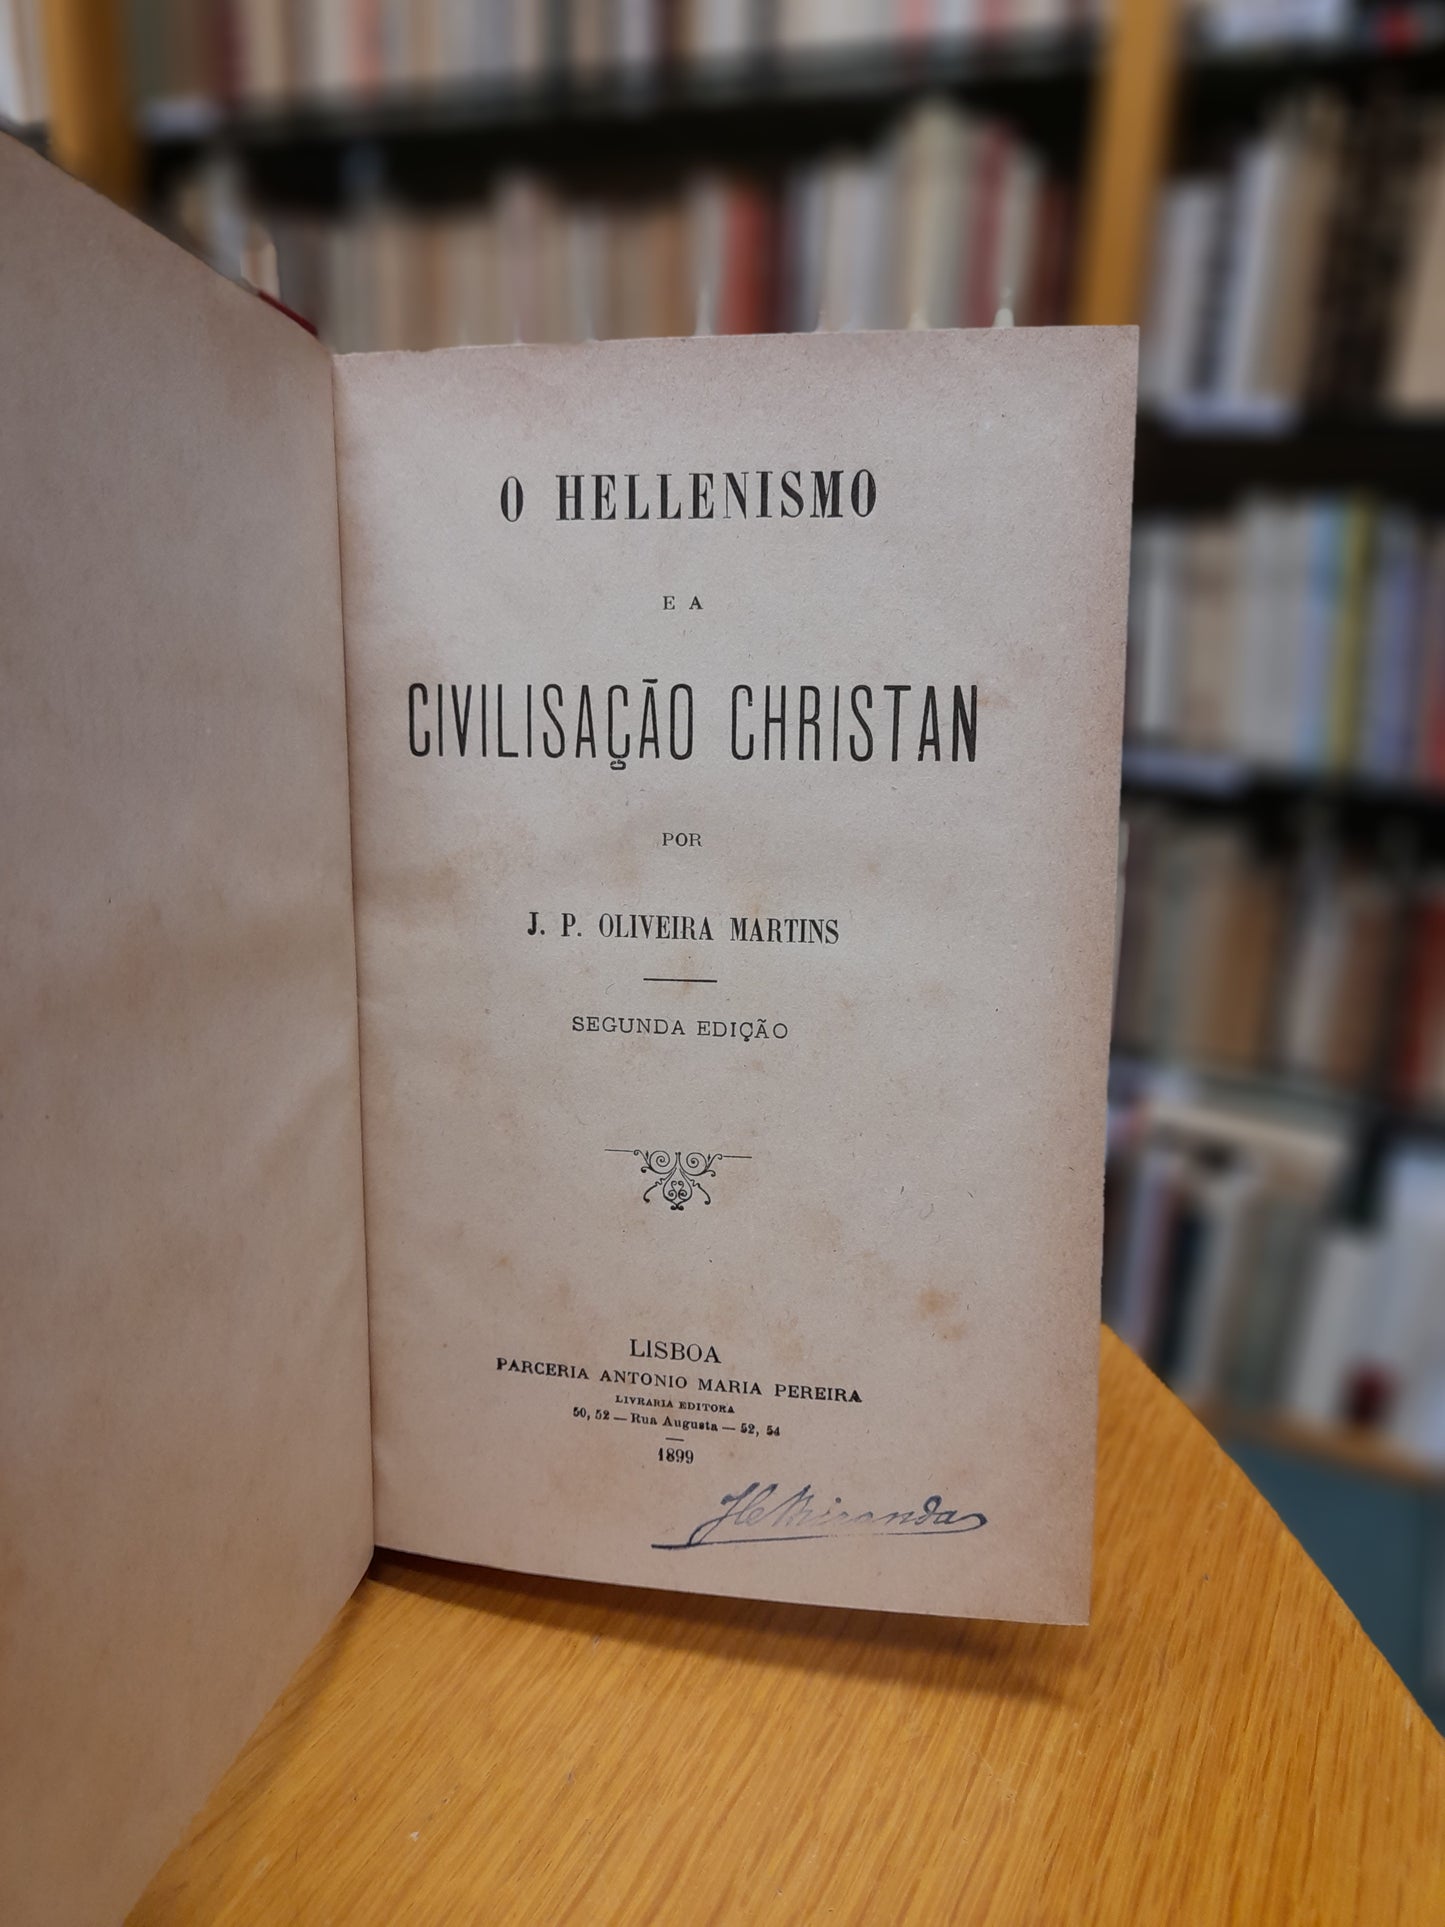 O HELLENISMO
E A
CIVILISAÇÃO CHRISTAN
POR
J. P. OLIVEIRA MARTINS
SEGUNDA EDIÇÃO
LISBOA
PARCERIA ANTONIO MARIA PEREIRA
LIVRARIA EDITORA
50, 52 — Rua Augusta — 52, 54
1899
Miranda